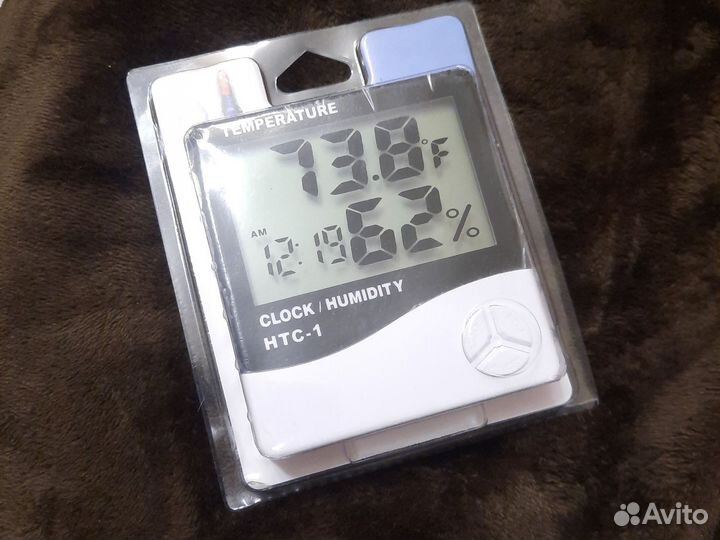 TEMPERATURE
73.8°F
AM
12:19 62%
CLOCK / HUMIDITY
HTC-1
Avito